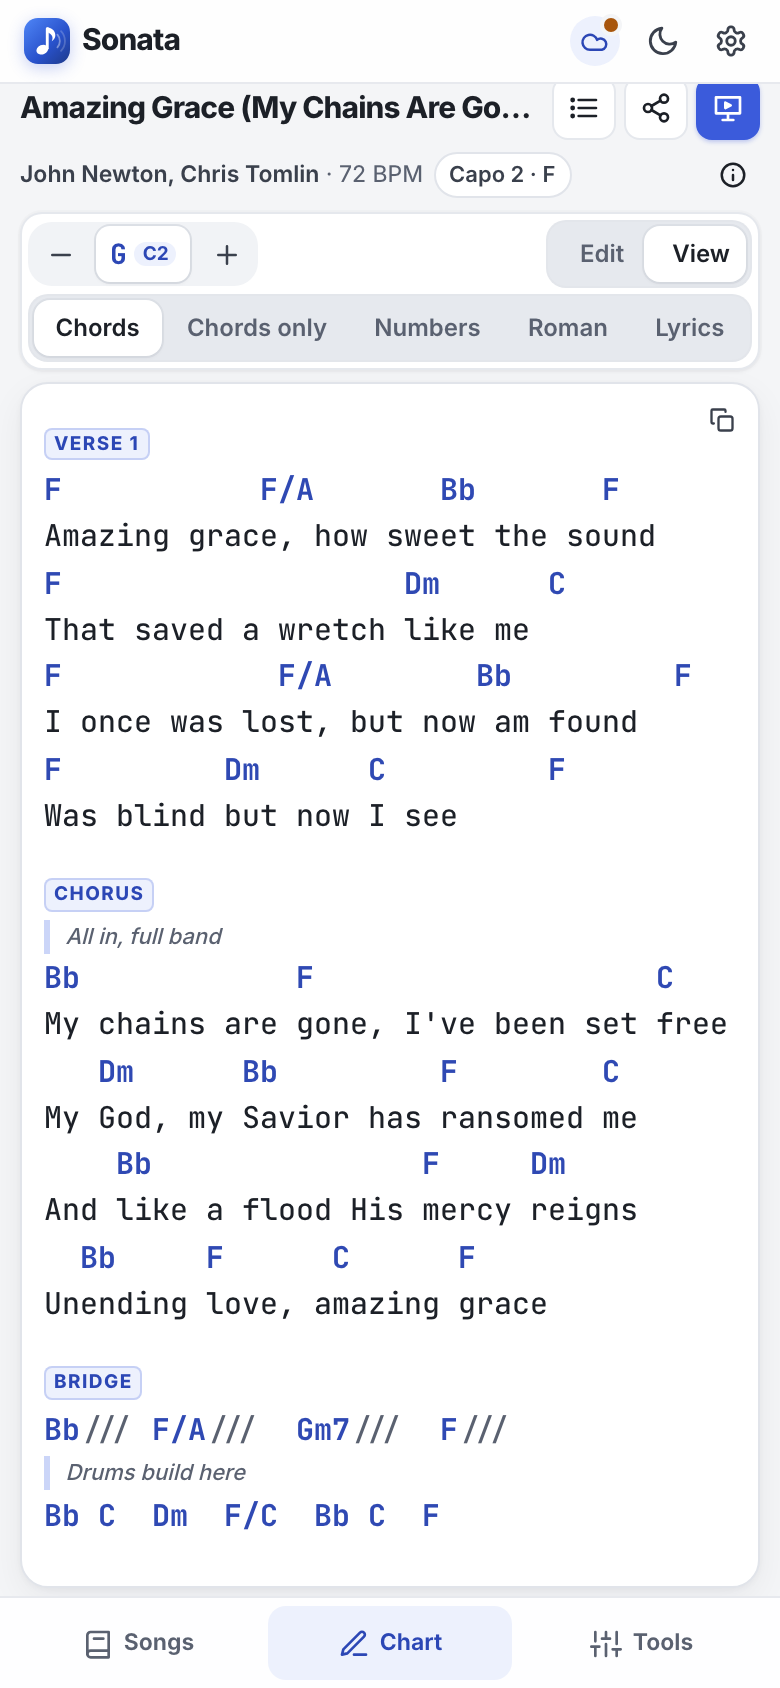 Sonata
Amazing Grace (My Chains Are Go...
John Newton, Chris Tomlin · 72 BPM Capo 2 · F
− G C2 + Edit View
Chords Chords only Numbers Roman Lyrics
VERSE 1
F F/A Bb F
Amazing grace, how sweet the sound
F Dm C
That saved a wretch like me
F F/A Bb F
I once was lost, but now am found
F Dm C F
Was blind but now I see
CHORUS
All in, full band
Bb F C
My chains are gone, I've been set free
Dm Bb F C
My God, my Savior has ransomed me
Bb F Dm
And like a flood His mercy reigns
Bb F C F
Unending love, amazing grace
BRIDGE
Bb/// F/A/// Gm7/// F///
Drums build here
Bb C Dm F/C Bb C F
Songs Chart Tools